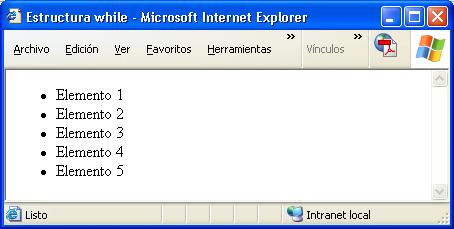 Estructura while - Microsoft Internet Explorer
Archivo Edición Ver Favoritos Herramientas » Vínculos »
• Elemento 1
• Elemento 2
• Elemento 3
• Elemento 4
• Elemento 5
Listo Intranet local